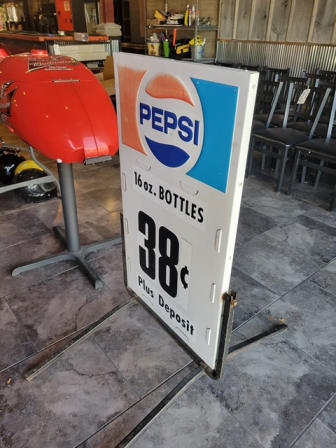 PEPSI
16 oz. BOTTLES
38¢
Plus Deposit